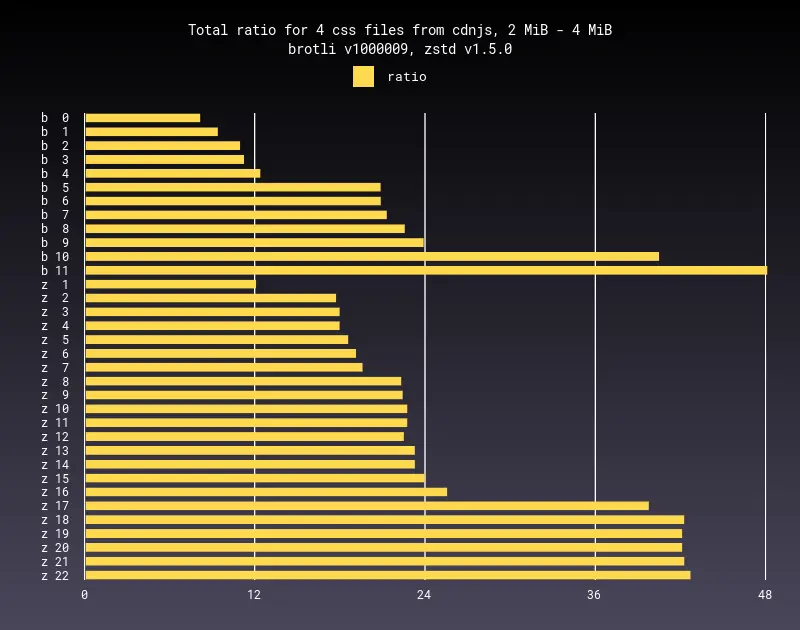 Total ratio for 4 css files from cdnjs, 2 MiB - 4 MiB
brotli v1000009, zstd v1.5.0
ratio
b 0
b 1
b 2
b 3
b 4
b 5
b 6
b 7
b 8
b 9
b 10
b 11
z 1
z 2
z 3
z 4
z 5
z 6
z 7
z 8
z 9
z 10
z 11
z 12
z 13
z 14
z 15
z 16
z 17
z 18
z 19
z 20
z 21
z 22
0 12 24 36 48